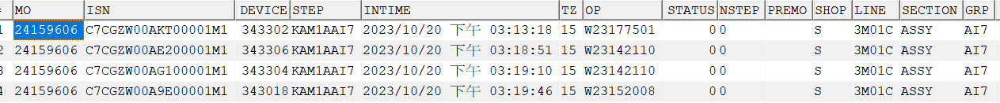 MO ISN DEVICE STEP INTIME TZ OP STATUS NSTEP PREMO SHOP LINE SECTION GRP
1 24159606 C7CGZW00AKT00001M1 343302 KAM1AAI7 2023/10/20 下午 03:13:18 15 W23177501 0 0 S 3M01C ASSY AI7
2 24159606 C7CGZW00AE200001M1 343306 KAM1AAI7 2023/10/20 下午 03:18:51 15 W23142110 0 0 S 3M01C ASSY AI7
3 24159606 C7CGZW00AG100001M1 343304 KAM1AAI7 2023/10/20 下午 03:19:10 15 W23142110 0 0 S 3M01C ASSY AI7
4 24159606 C7CGZW00A9E00001M1 343018 KAM1AAI7 2023/10/20 下午 03:19:46 15 W23152008 0 0 S 3M01C ASSY AI7